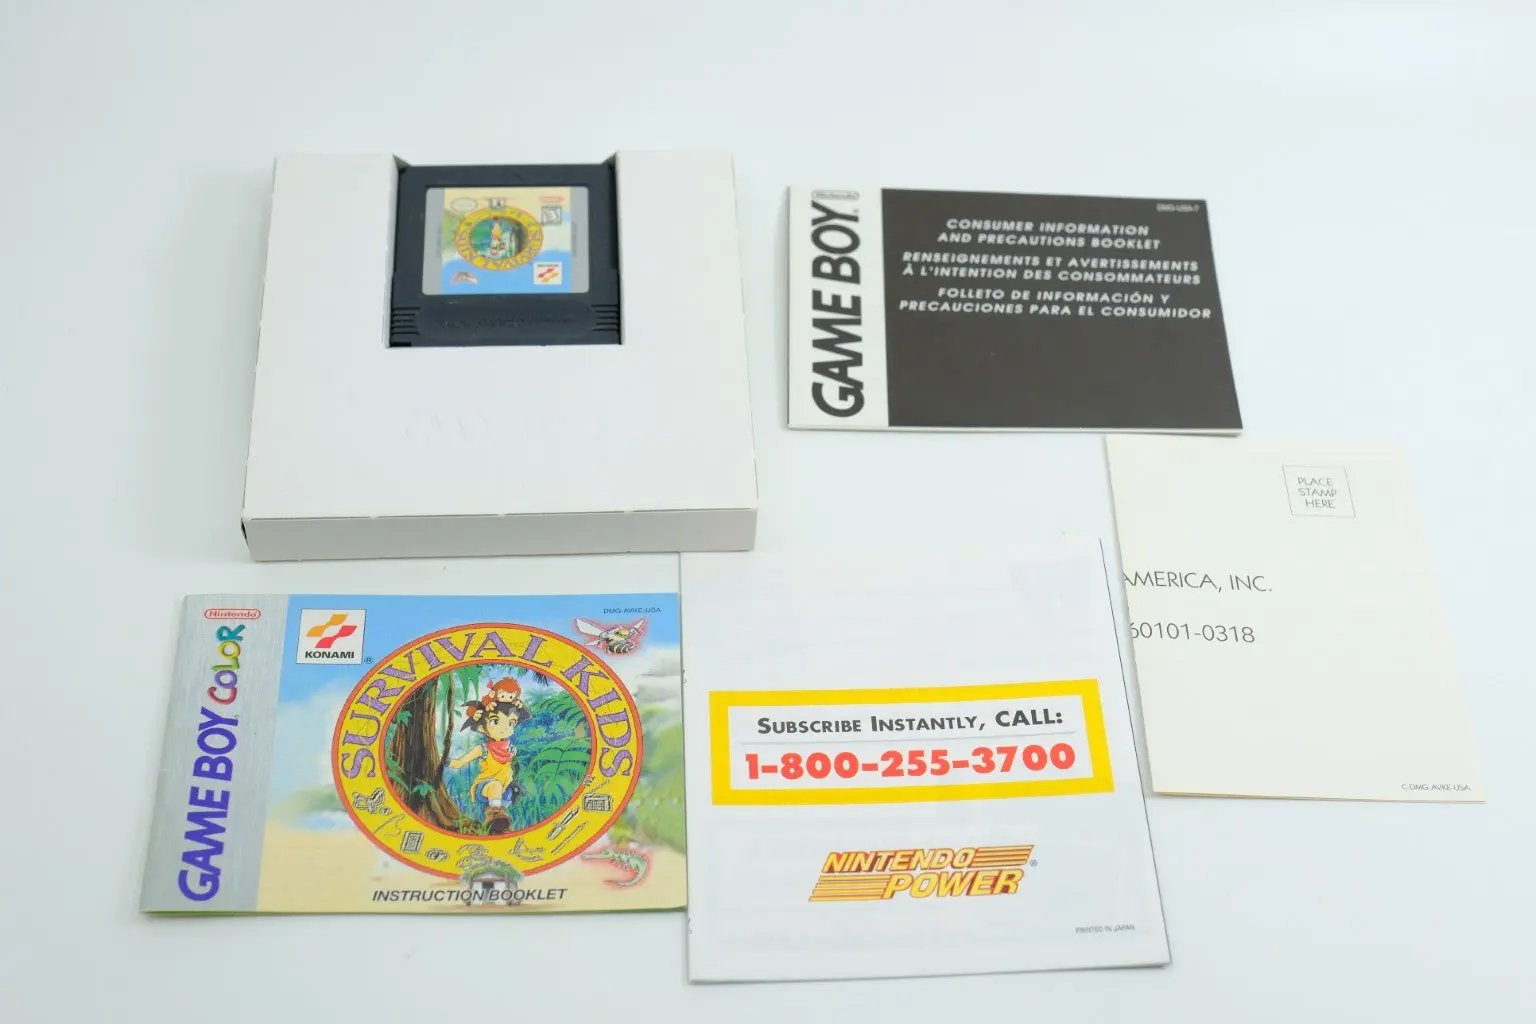 SURVIVAL KIDS
KONAMI
Nintendo
GAME BOY
DMG-USA-7
CONSUMER INFORMATION
AND PRECAUTIONS BOOKLET
RENSEIGNEMENTS ET AVERTISSEMENTS
À L'INTENTION DES CONSOMMATEURS
FOLLETO DE INFORMACIÓN Y
PRECAUCIONES PARA EL CONSUMIDOR
PLACE
STAMP
HERE
AMERICA, INC.
60101-0318
C-DMG-AVKE-USA
Nintendo
GAME BOY COLOR
KONAMI®
DMG-AVKE-USA
SURVIVAL KIDS
INSTRUCTION BOOKLET
SUBSCRIBE INSTANTLY, CALL:
1-800-255-3700
NINTENDO
POWER®
PRINTED IN JAPAN